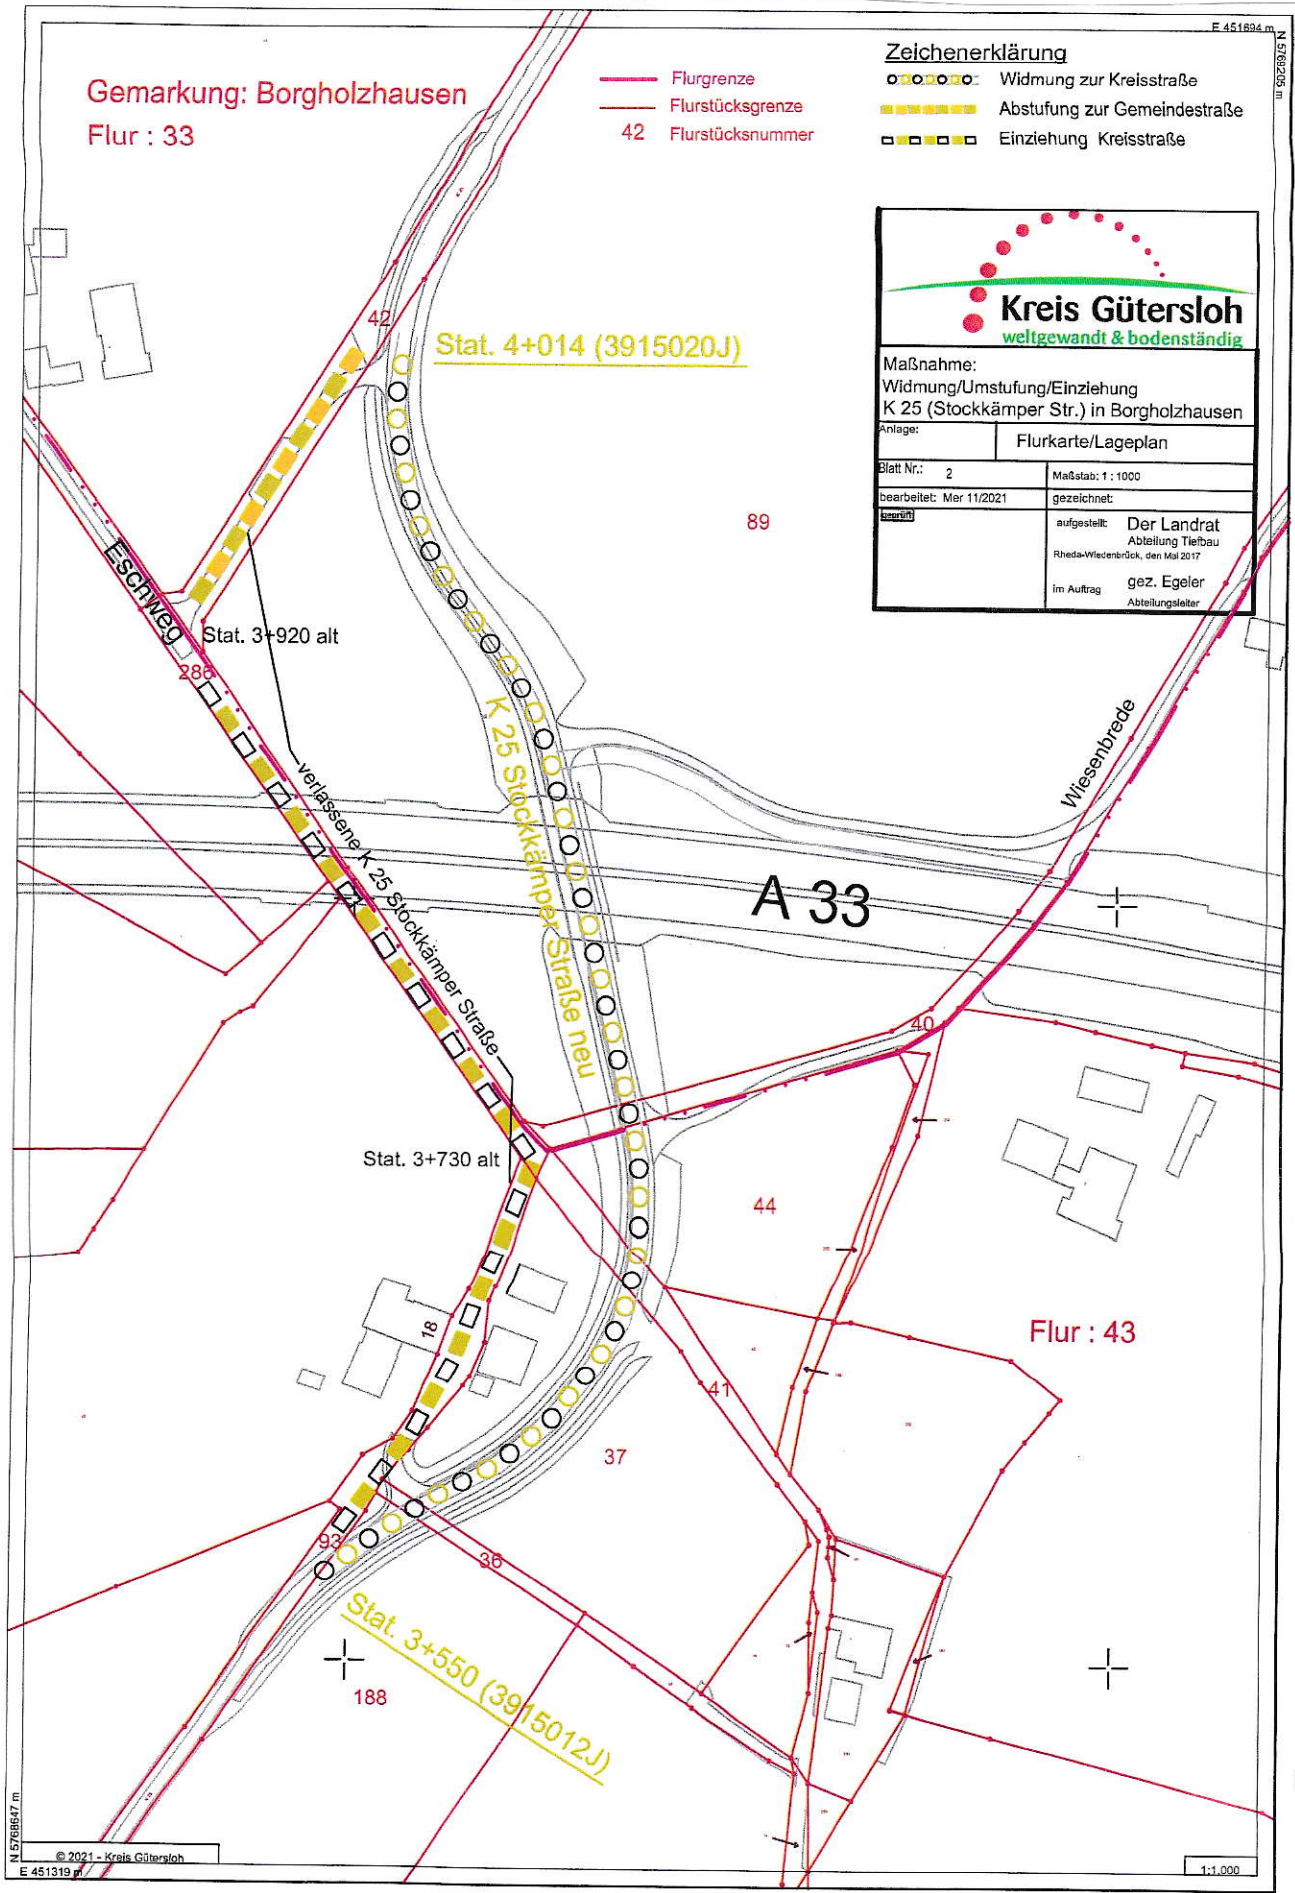 E 451694 m
N 5769205 m
Gemarkung: Borgholzhausen
Flur : 33
Flurgrenze
Flurstücksgrenze
42 Flurstücksnummer
Zeichenerklärung
Widmung zur Kreisstraße
Abstufung zur Gemeindestraße
Einziehung Kreisstraße
Kreis Gütersloh
weltgewandt & bodenständig
Maßnahme:
Widmung/Umstufung/Einziehung
K 25 (Stockkämper Str.) in Borgholzhausen
Anlage:
Flurkarte/Lageplan
Blatt Nr.: 2
Maßstab: 1 : 1000
bearbeitet: Mer 11/2021
gezeichnet:
geprüft:
aufgestellt: Der Landrat
Abteilung Tiefbau
Rheda-Wiedenbrück, den Mai 2017
im Auftrag gez. Egeler
Abteilungsleiter
42
Stat. 4+014 (3915020J)
89
Eschweg
Stat. 3+920 alt
286
K 25 Stockkämper Straße neu
verlassene K 25 Stockkämper Straße
Wiesenbrede
A 33
40
Stat. 3+730 alt
44
18
Flur : 43
41
37
93
36
Stat. 3+550 (3915012J)
188
N 5768647 m
© 2021 - Kreis Gütersloh
E 451319 m
1:1.000